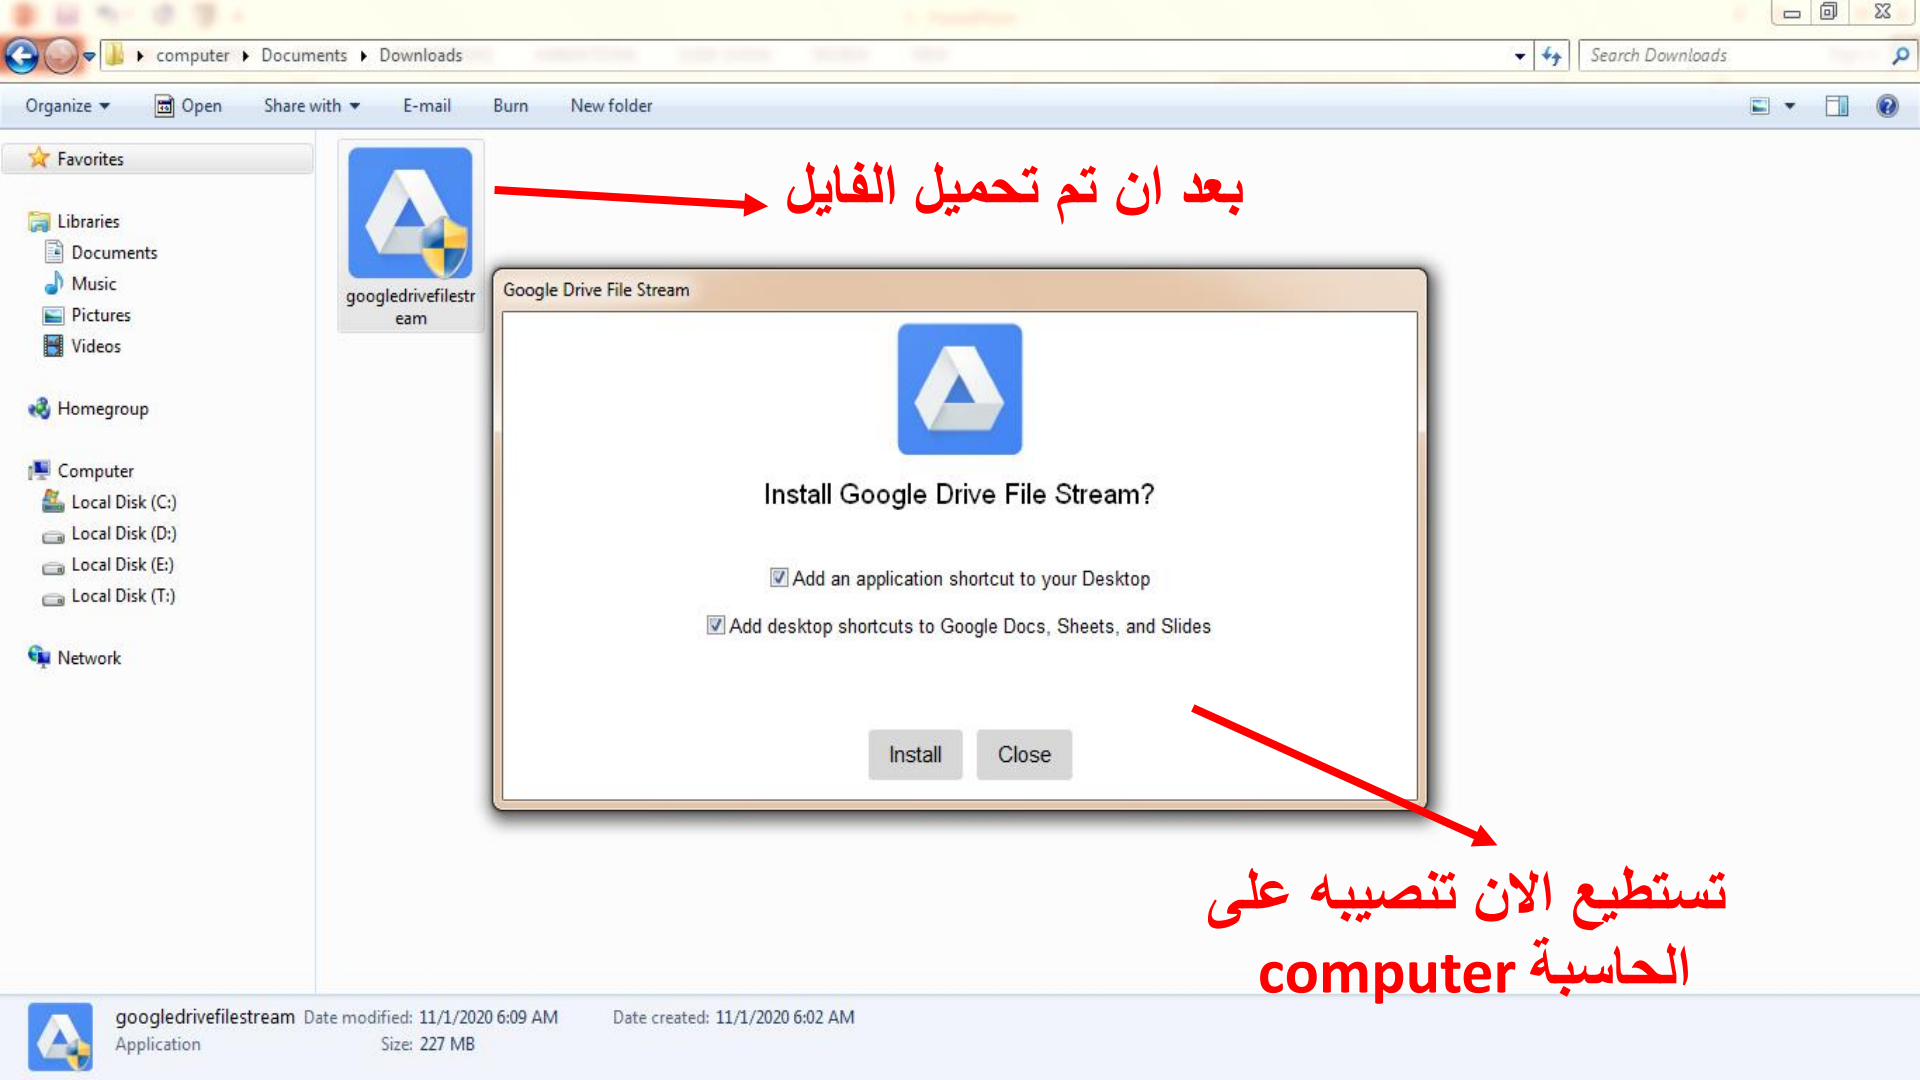 computer Documents Downloads
Search Downloads
Organize Open Share with E-mail Burn New folder
Favorites
Libraries
Documents
Music
Pictures
Videos
Homegroup
Computer
Local Disk (C:)
Local Disk (D:)
Local Disk (E:)
Local Disk (T:)
Network
googledrivefilestr
eam
بعد ان تم تحميل الفايل
Google Drive File Stream
Install Google Drive File Stream?
Add an application shortcut to your Desktop
Add desktop shortcuts to Google Docs, Sheets, and Slides
Install Close
تستطيع الان تنصيبه على
الحاسبة computer
googledrivefilestream Date modified: 11/1/2020 6:09 AM Date created: 11/1/2020 6:02 AM
Application Size: 227 MB